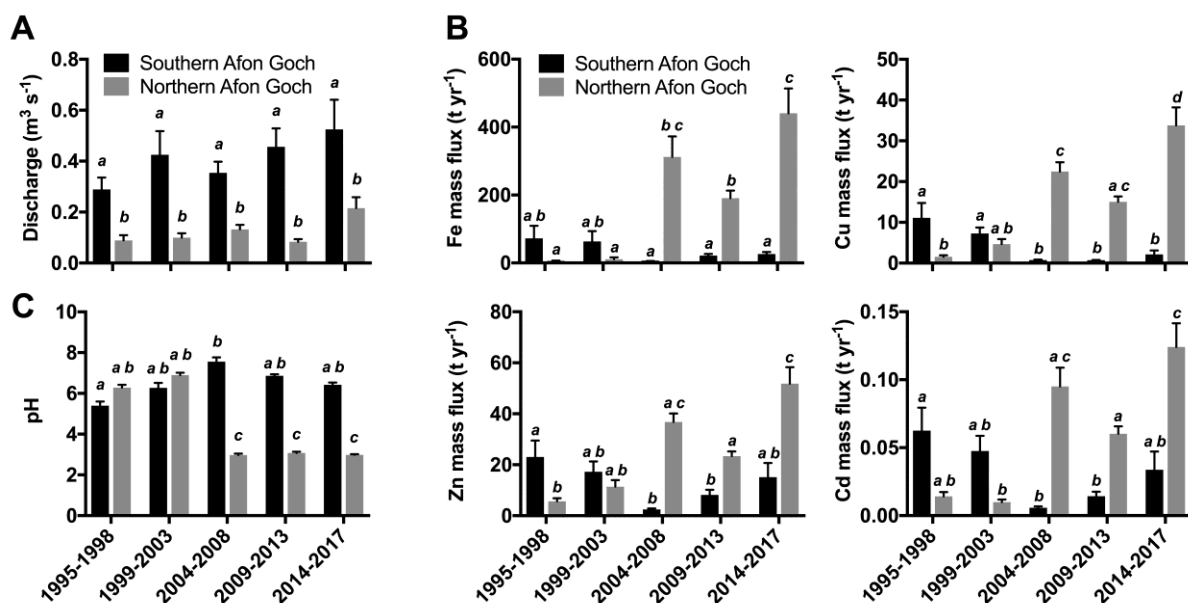 A
Discharge (m³ s⁻¹)
0.8
0.6
0.4
0.2
0.0
Southern Afon Goch
Northern Afon Goch
a b a b a b a b a b
B
Fe mass flux (t yr⁻¹)
600
400
200
0
Southern Afon Goch
Northern Afon Goch
a b a a b a a b c a b a c
Cu mass flux (t yr⁻¹)
50
40
30
20
10
0
a b a a b b c b a c b d
C
pH
10
8
6
4
2
0
a a b a b a b b c a b c a b c
1995-1998
1999-2003
2004-2008
2009-2013
2014-2017
Zn mass flux (t yr⁻¹)
80
60
40
20
0
a b a b a b b a c a b a a b c
1995-1998
1999-2003
2004-2008
2009-2013
2014-2017
Cd mass flux (t yr⁻¹)
0.15
0.10
0.05
0.00
a a b a b b b a c b a a b c
1995-1998
1999-2003
2004-2008
2009-2013
2014-2017